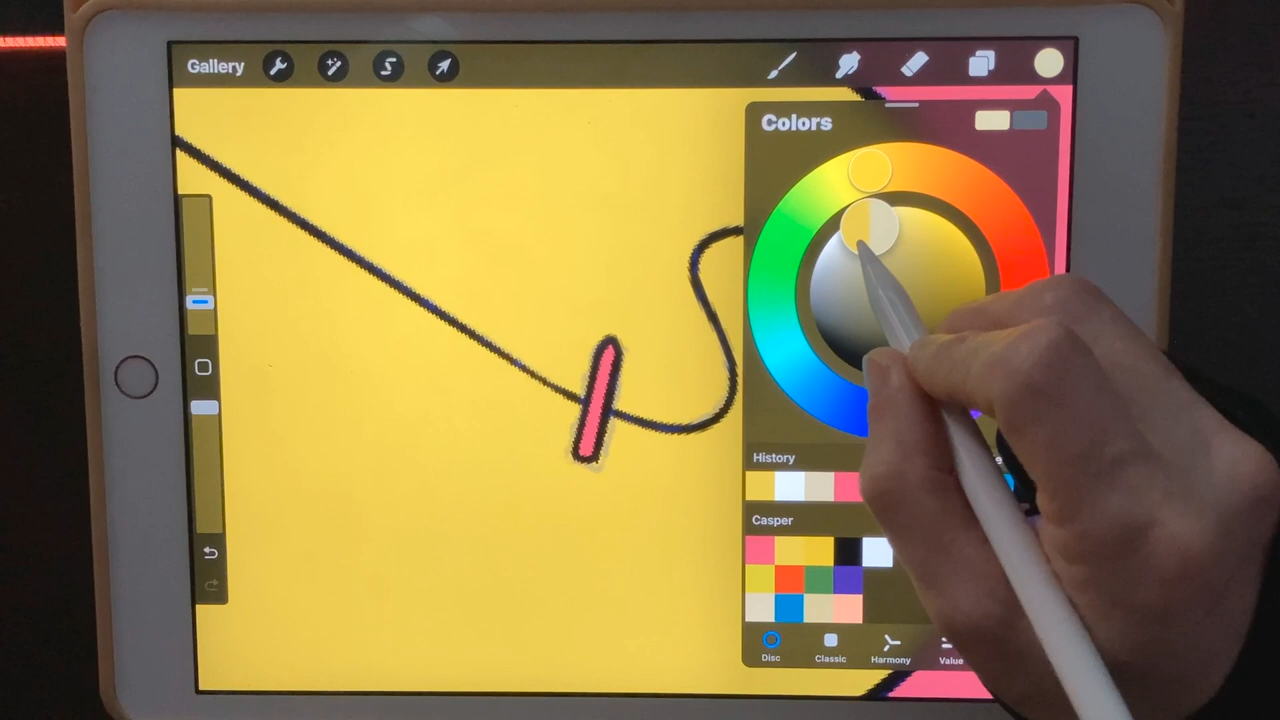 Gallery
Colors
History
Casper
Disc
Classic
Harmony
Value